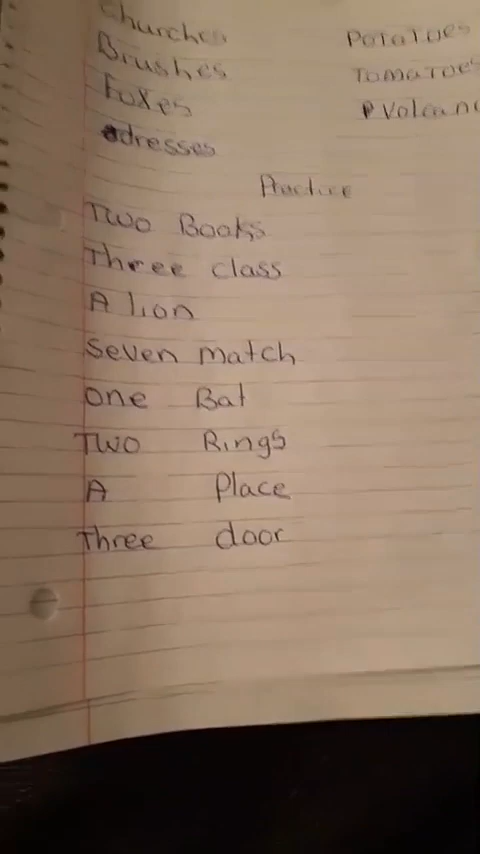 Churches
Brushes
Foxes
adresses
Potatoes
Tomatoes
Practice
Two Books
Three class
A lion
seven match
one Bat
Two Rings
A Place
Three door